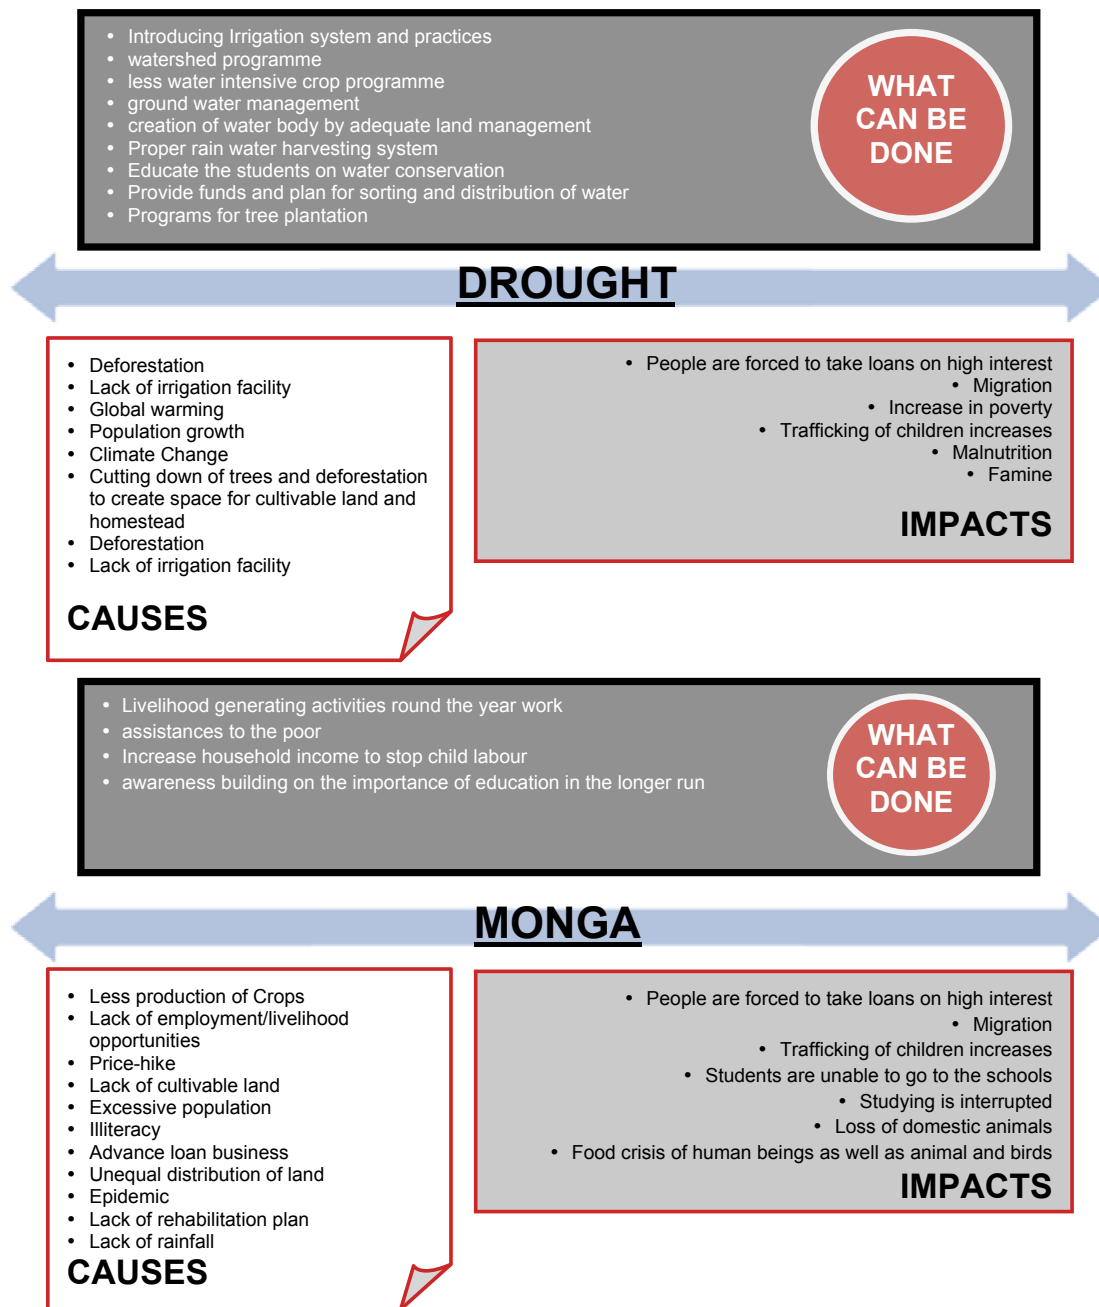 • Introducing Irrigation system and practices
• watershed programme
• less water intensive crop programme
• ground water management
• creation of water body by adequate land management
• Proper rain water harvesting system
• Educate the students on water conservation
• Provide funds and plan for sorting and distribution of water
• Programs for tree plantation
WHAT
CAN BE
DONE
DROUGHT
• Deforestation
• Lack of irrigation facility
• Global warming
• Population growth
• Climate Change
• Cutting down of trees and deforestation
to create space for cultivable land and
homestead
• Deforestation
• Lack of irrigation facility
CAUSES
• People are forced to take loans on high interest
• Migration
• Increase in poverty
• Trafficking of children increases
• Malnutrition
• Famine
IMPACTS
• Livelihood generating activities round the year work
• assistances to the poor
• Increase household income to stop child labour
• awareness building on the importance of education in the longer run
WHAT
CAN BE
DONE
MONGA
• Less production of Crops
• Lack of employment/livelihood
opportunities
• Price-hike
• Lack of cultivable land
• Excessive population
• Illiteracy
• Advance loan business
• Unequal distribution of land
• Epidemic
• Lack of rehabilitation plan
• Lack of rainfall
CAUSES
• People are forced to take loans on high interest
• Migration
• Trafficking of children increases
• Students are unable to go to the schools
• Studying is interrupted
• Loss of domestic animals
• Food crisis of human beings as well as animal and birds
IMPACTS